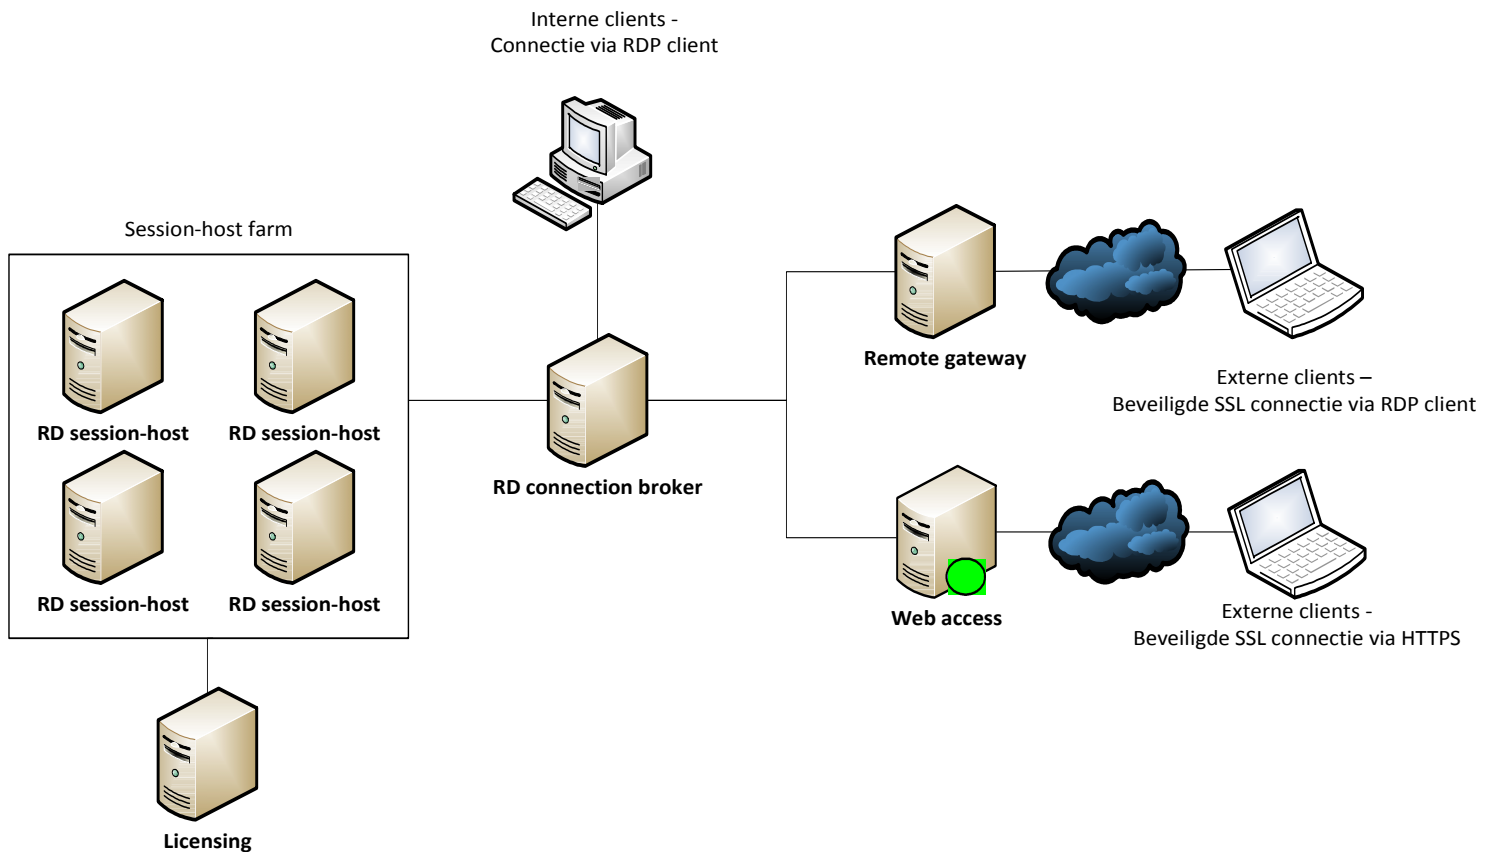 Interne clients -
Connectie via RDP client
Session-host farm
RD session-host
RD session-host
RD session-host
RD session-host
Licensing
RD connection broker
Remote gateway
Externe clients –
Beveiligde SSL connectie via RDP client
Web access
Externe clients -
Beveiligde SSL connectie via HTTPS